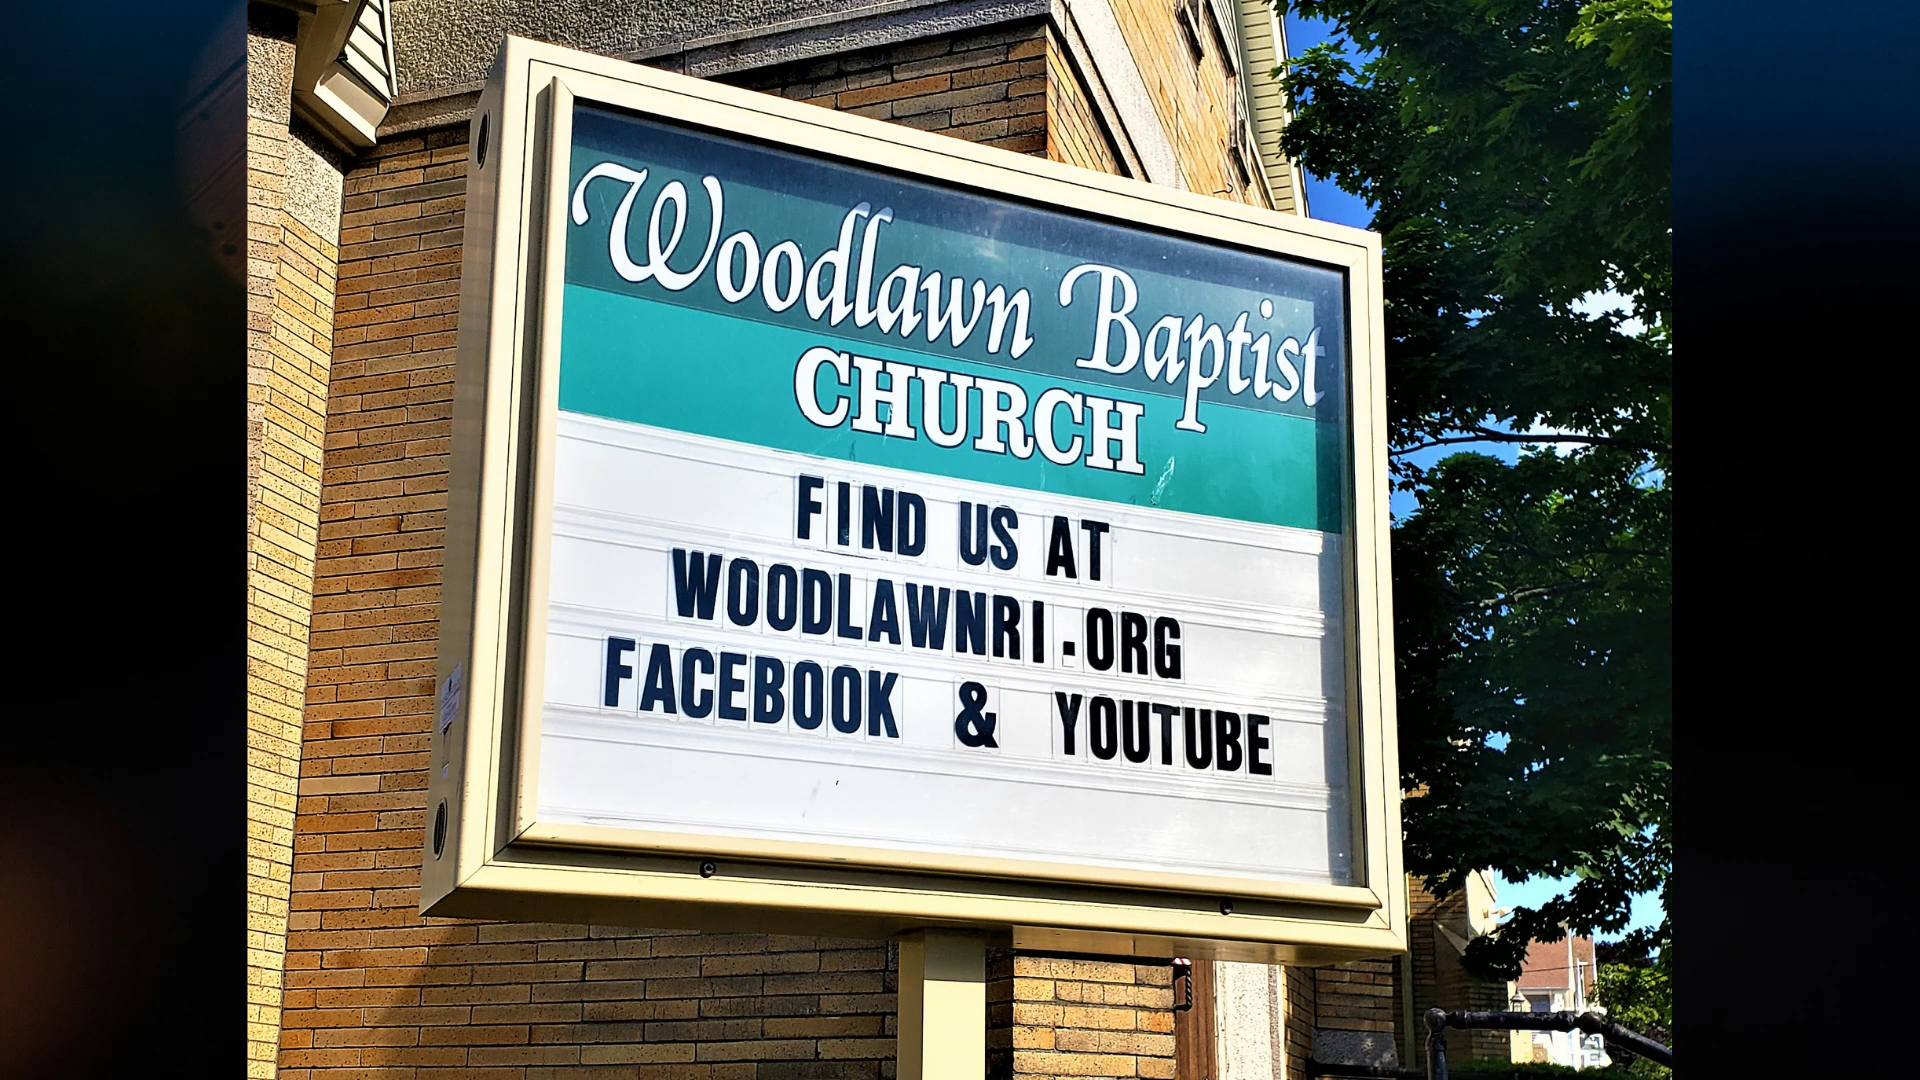 Woodlawn Baptist
CHURCH
FIND US AT
WOODLAWNRI.ORG
FACEBOOK & YOUTUBE